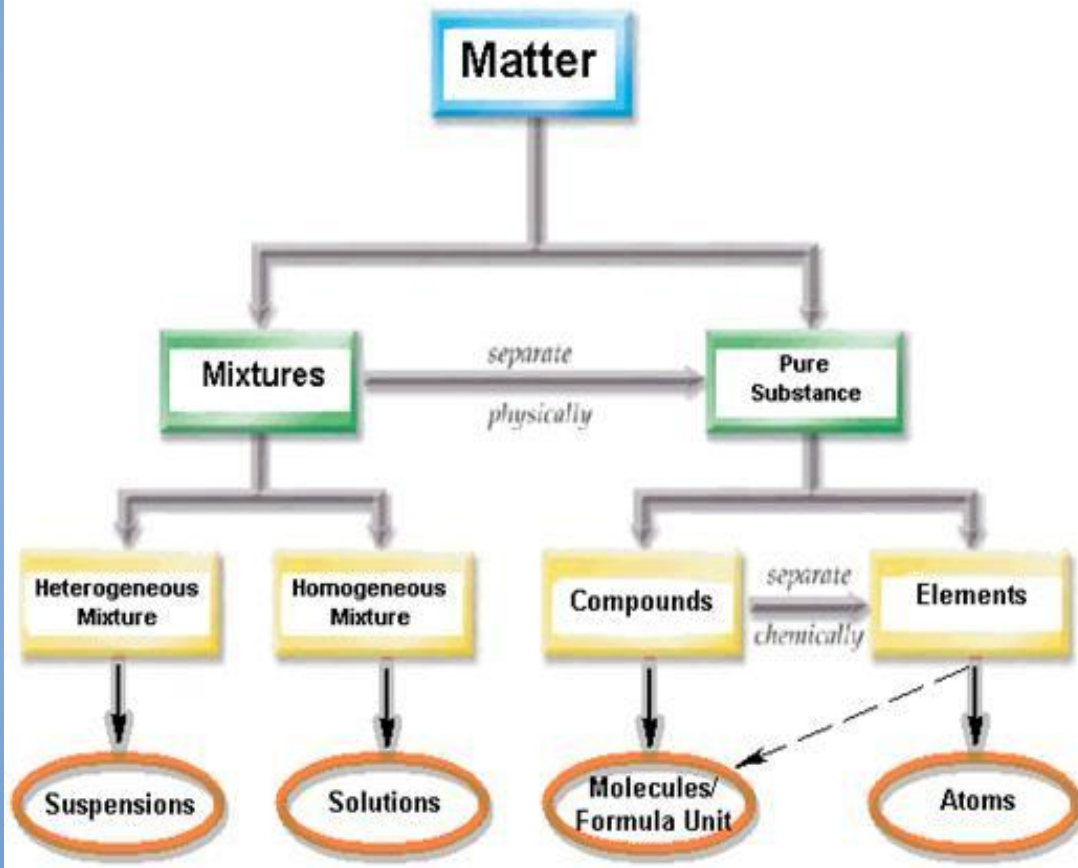 Matter
Mixtures
separate
physically
Pure
Substance
Heterogeneous
Mixture
Homogeneous
Mixture
Compounds
separate
chemically
Elements
Suspensions
Solutions
Molecules/
Formula Unit
Atoms